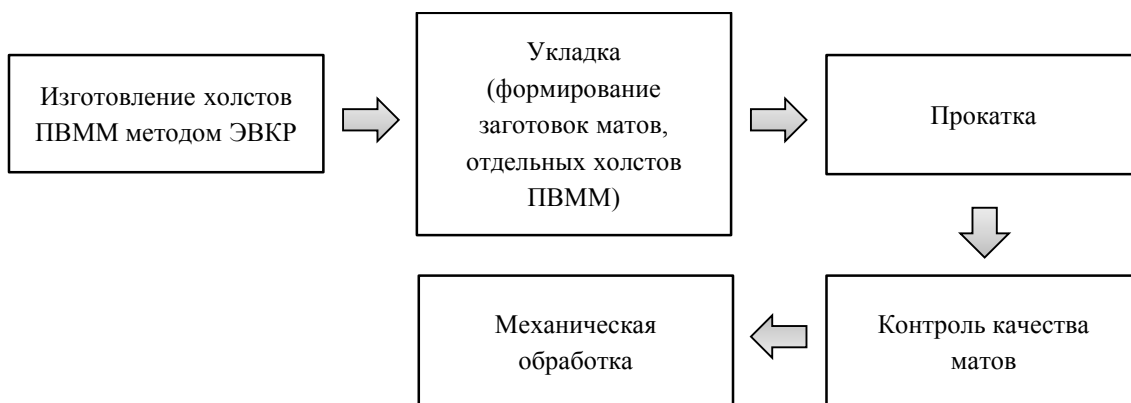 Изготовление холстов
ПВММ методом ЭВКР
Укладка
(формирование
заготовок матов,
отдельных холстов
ПВММ)
Прокатка
Контроль качества
матов
Механическая
обработка